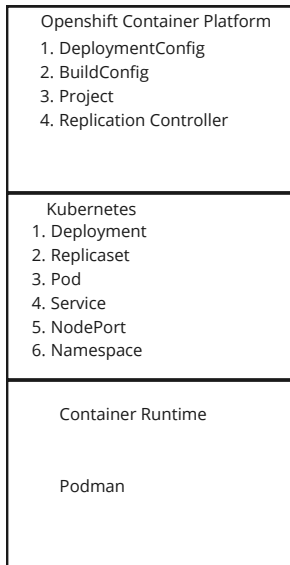 Openshift Container Platform
1. DeploymentConfig
2. BuildConfig
3. Project
4. Replication Controller
Kubernetes
1. Deployment
2. Replicaset
3. Pod
4. Service
5. NodePort
6. Namespace
Container Runtime
Podman